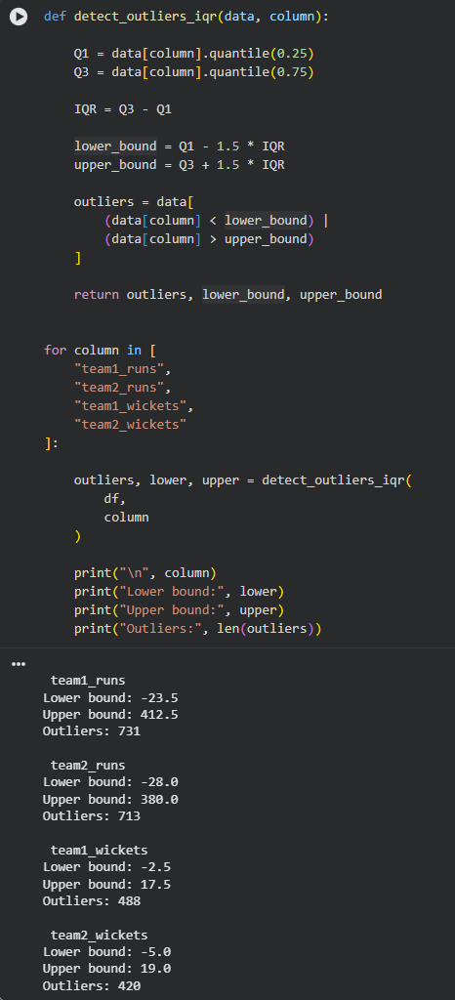 def detect_outliers_iqr(data, column):
Q1 = data[column].quantile(0.25)
Q3 = data[column].quantile(0.75)
IQR = Q3 - Q1
lower_bound = Q1 - 1.5 * IQR
upper_bound = Q3 + 1.5 * IQR
outliers = data[
(data[column] < lower_bound) |
(data[column] > upper_bound)
]
return outliers, lower_bound, upper_bound
for column in [
"team1_runs",
"team2_runs",
"team1_wickets",
"team2_wickets"
]:
outliers, lower, upper = detect_outliers_iqr(
df,
column
)
print("\n", column)
print("Lower bound:", lower)
print("Upper bound:", upper)
print("Outliers:", len(outliers))
...
team1_runs
Lower bound: -23.5
Upper bound: 412.5
Outliers: 731
team2_runs
Lower bound: -28.0
Upper bound: 380.0
Outliers: 713
team1_wickets
Lower bound: -2.5
Upper bound: 17.5
Outliers: 488
team2_wickets
Lower bound: -5.0
Upper bound: 19.0
Outliers: 420